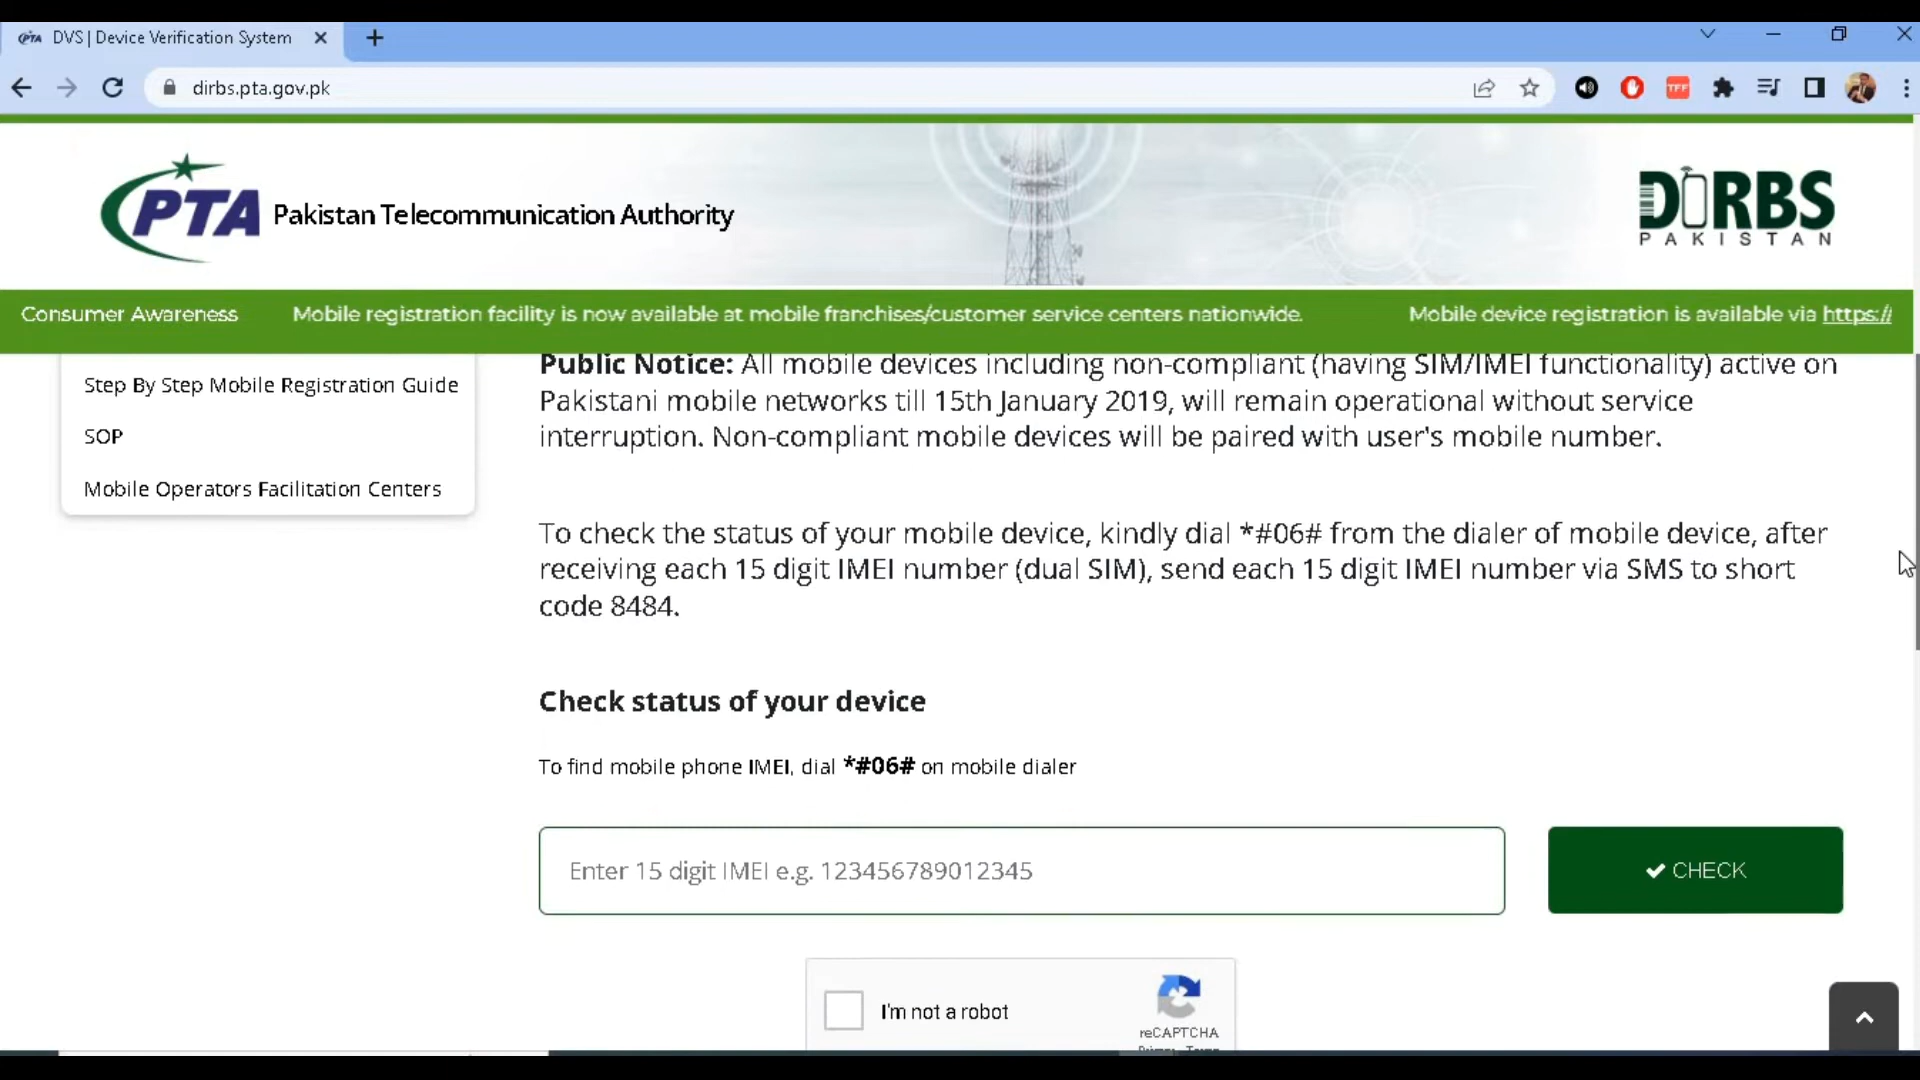 DVS | Device Verification System
dirbs.pta.gov.pk
TFF
PTA
Pakistan Telecommunication Authority
DIRBS
PAKISTAN
Consumer Awareness
Mobile registration facility is now available at mobile franchises/customer service centers nationwide.
Mobile device registration is available via https://
Step By Step Mobile Registration Guide
SOP
Mobile Operators Facilitation Centers
Public Notice: All mobile devices including non-compliant (having SIM/IMEI functionality) active on
Pakistani mobile networks till 15th January 2019, will remain operational without service
interruption. Non-compliant mobile devices will be paired with user's mobile number.
To check the status of your mobile device, kindly dial *#06# from the dialer of mobile device, after
receiving each 15 digit IMEI number (dual SIM), send each 15 digit IMEI number via SMS to short
code 8484.
Check status of your device
To find mobile phone IMEI, dial *#06# on mobile dialer
Enter 15 digit IMEI e.g. 123456789012345
CHECK
I'm not a robot
reCAPTCHA